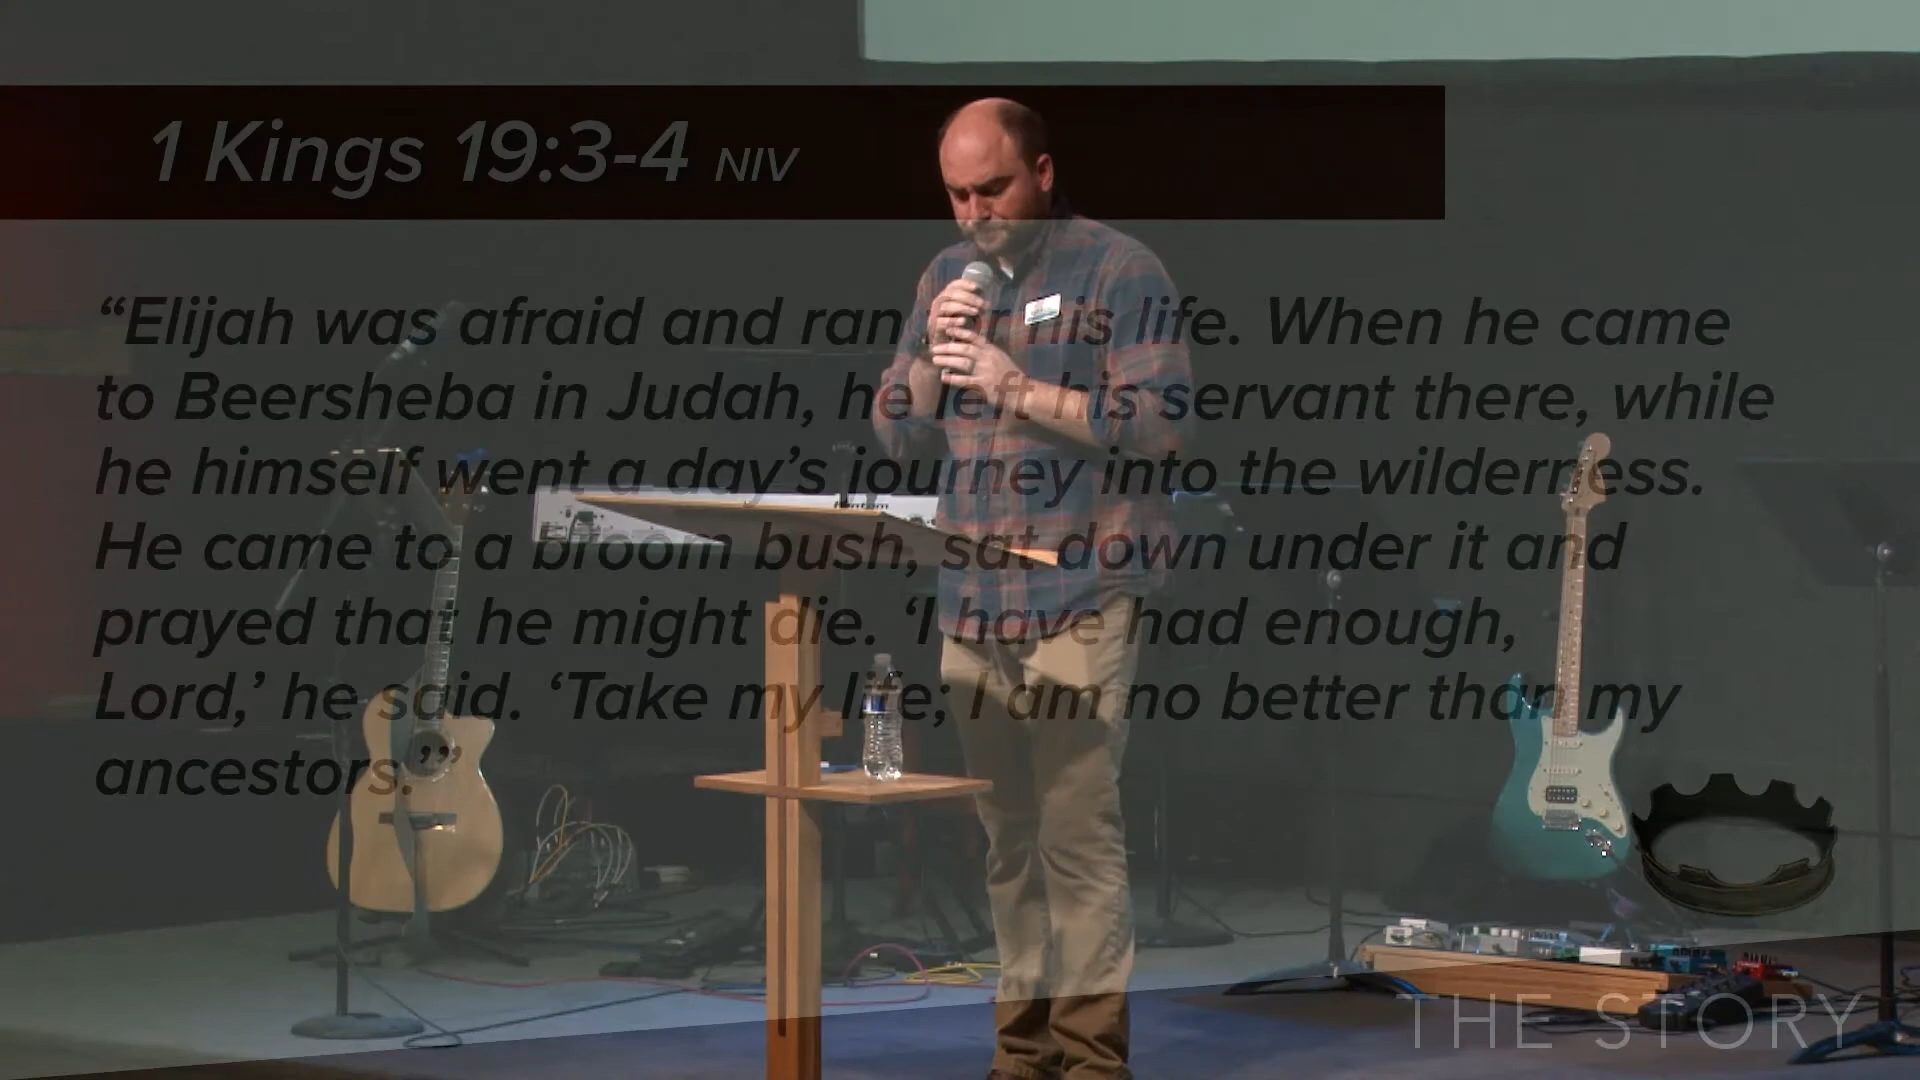 1 Kings 19:3-4 NIV
“Elijah was afraid and ran for his life. When he came
to Beersheba in Judah, he left his servant there, while
he himself went a day’s journey into the wilderness.
He came to a broom bush, sat down under it and
prayed that he might die. ‘I have had enough,
Lord,’ he said. ‘Take my life; I am no better than my
ancestors.’”
THE STORY